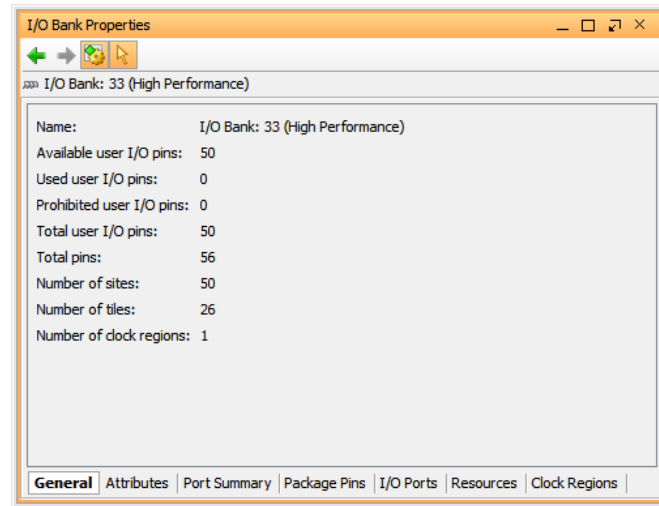 I/O Bank Properties
I/O Bank: 33 (High Performance)
Name: I/O Bank: 33 (High Performance)
Available user I/O pins: 50
Used user I/O pins: 0
Prohibited user I/O pins: 0
Total user I/O pins: 50
Total pins: 56
Number of sites: 50
Number of tiles: 26
Number of clock regions: 1
General Attributes Port Summary Package Pins I/O Ports Resources Clock Regions